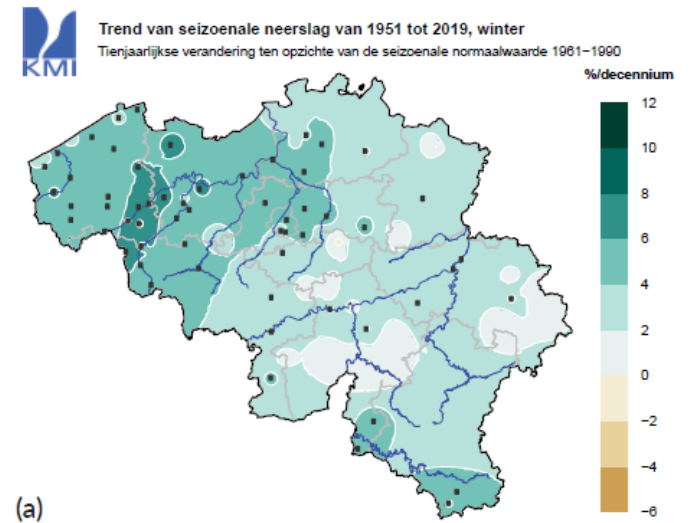 Trend van seizoenale neerslag van 1951 tot 2019, winter
Tienjaarlijkse verandering ten opzichte van de seizoenale normaalwaarde 1961−1990
KMI
%/decennium
12
10
8
6
4
2
0
−2
−4
−6
(a)